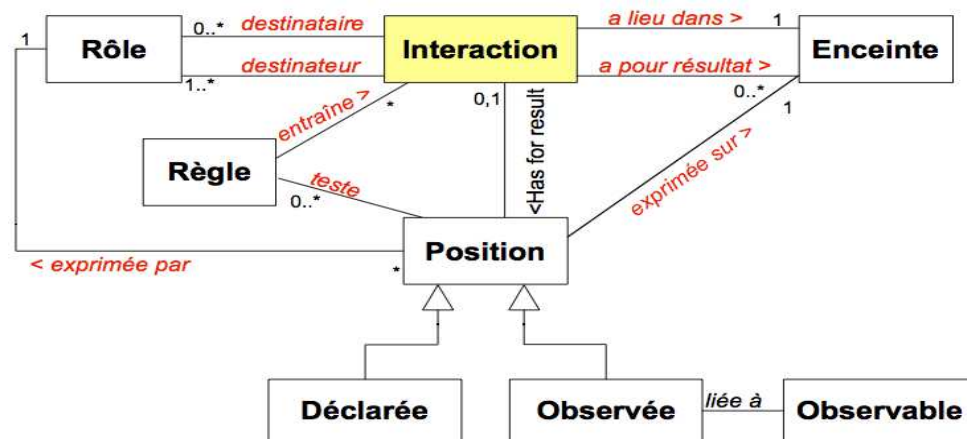 destinataire
a lieu dans >
1
0..*
1
Rôle
Interaction
Enceinte
destinateur
a pour résultat >
1..*
0,1
0..*
entraîne >
*
1
<Has for result
exprimée sur >
Règle
teste
0..*
Position
< exprimée par
*
Déclarée
Observée
liée à
Observable